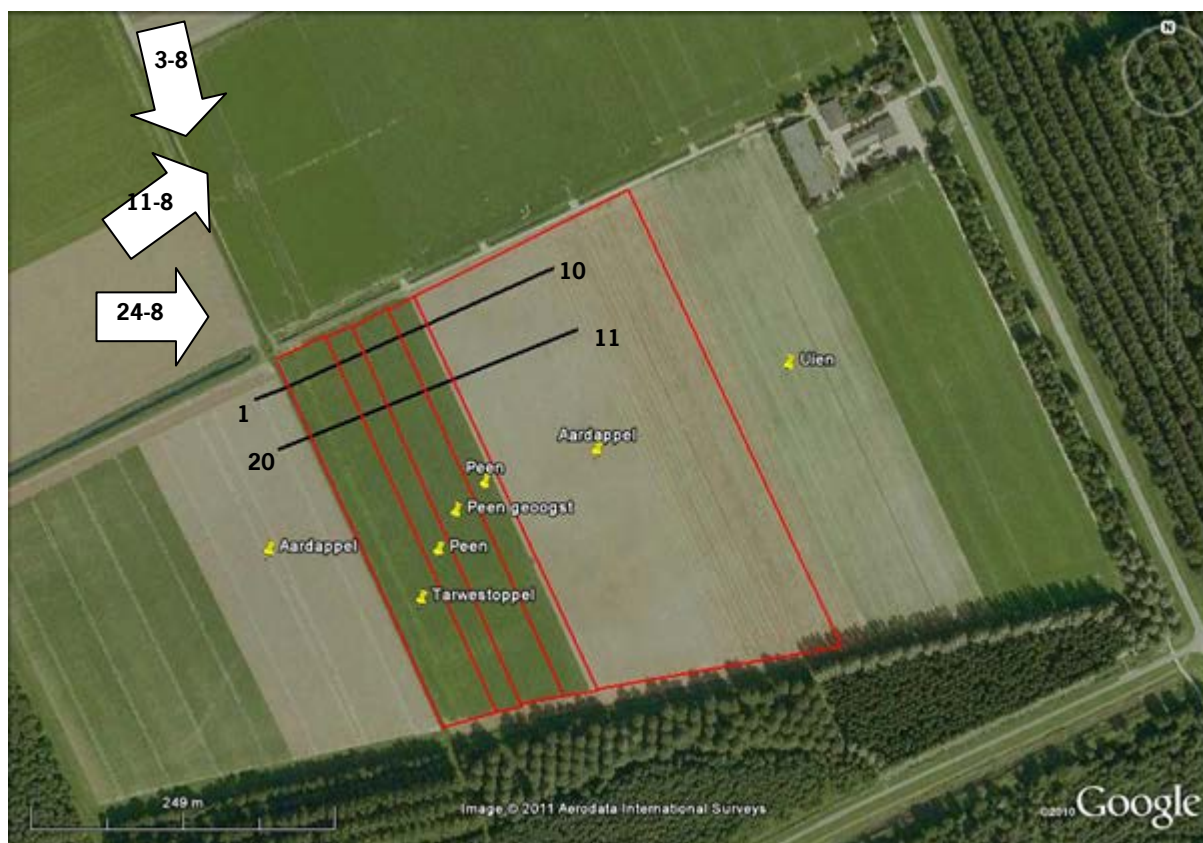 N
3-8
11-8
24-8
10
11
1
20
Uien
Aardappel
Peen
Peen geoogst
Aardappel
Peen
Tarwestoppel
249 m
Image © 2011 Aerodata International Surveys
©2010 Google